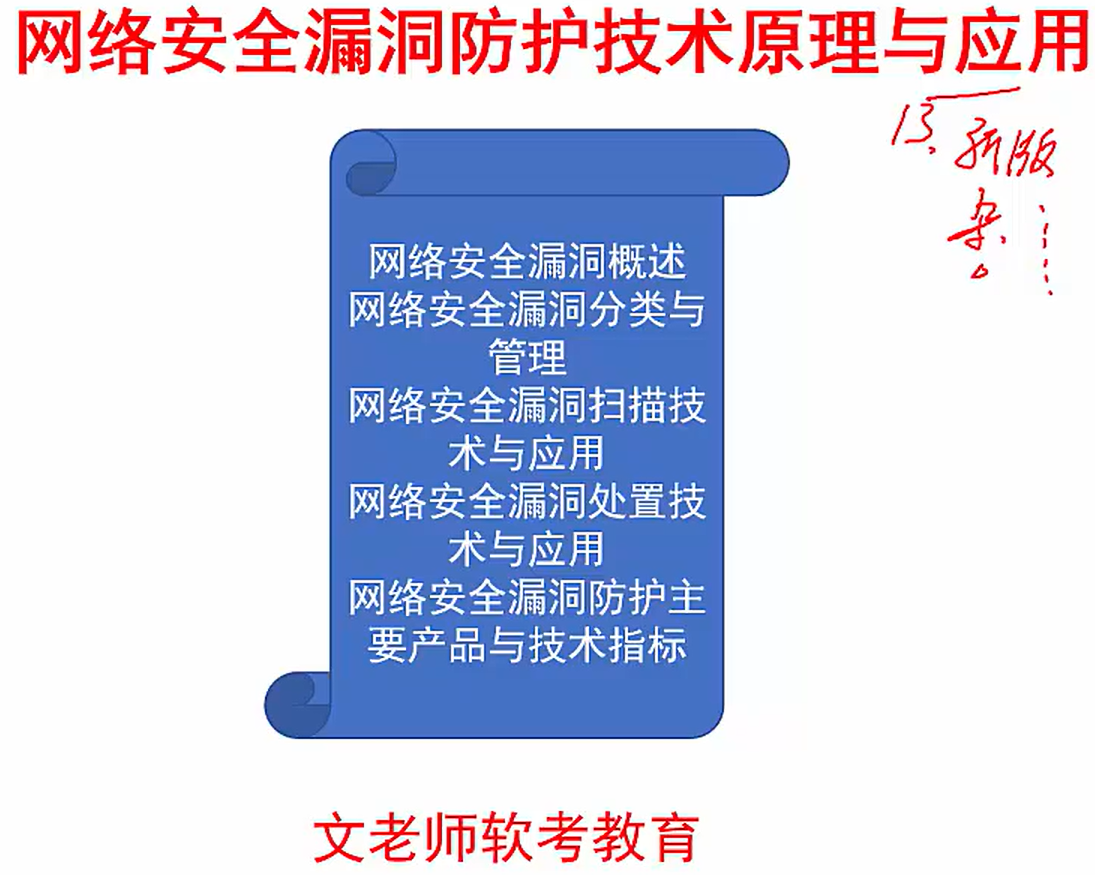 网络安全漏洞防护技术原理与应用
13.
新版
杂.
网络安全漏洞概述
网络安全漏洞分类与
管理
网络安全漏洞扫描技
术与应用
网络安全漏洞处置技
术与应用
网络安全漏洞防护主
要产品与技术指标
文老师软考教育